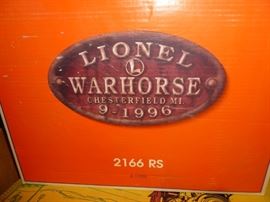 LIONEL
L
WARHORSE
CHESTERFIELD MI.
9-1996
2166 RS